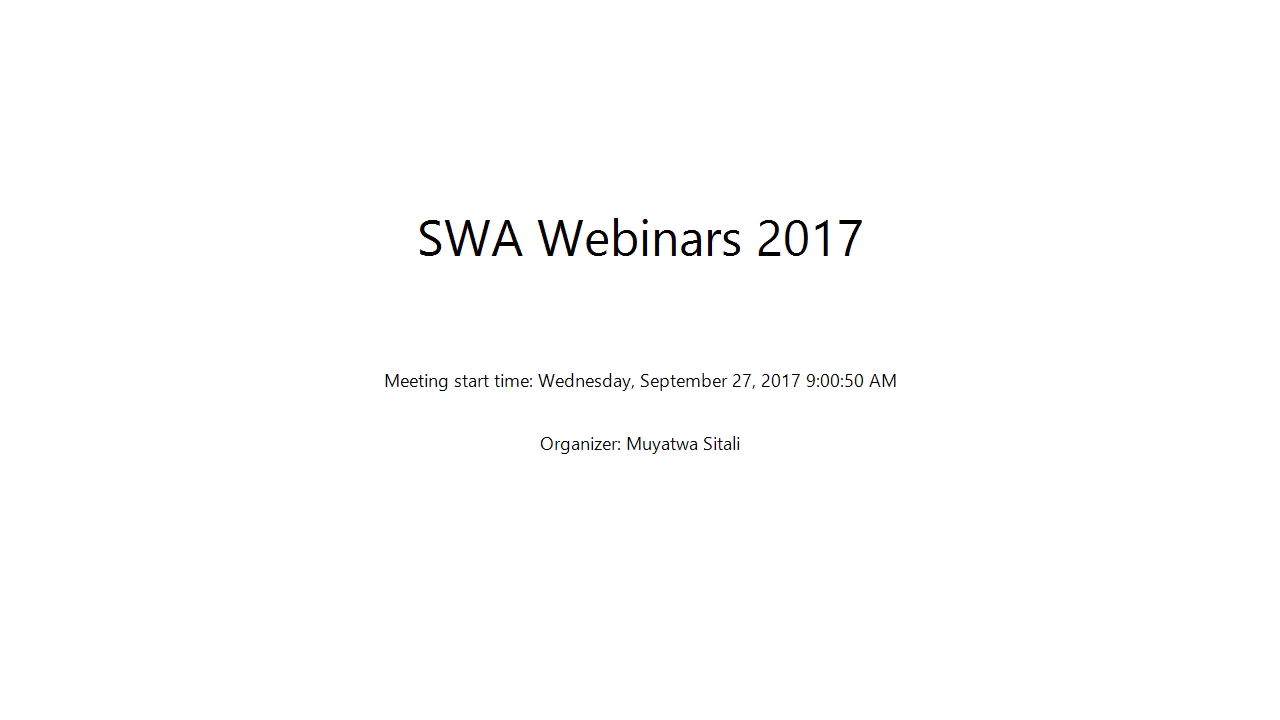 SWA Webinars 2017
Meeting start time: Wednesday, September 27, 2017 9:00:50 AM
Organizer: Muyatwa Sitali